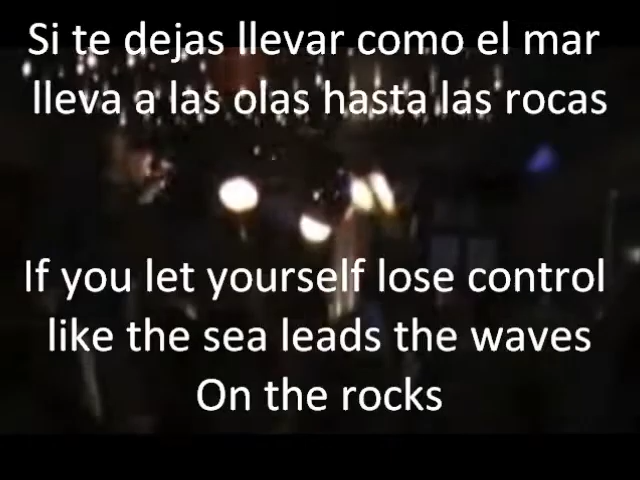 Si te dejas llevar como el mar
lleva a las olas hasta las rocas
If you let yourself lose control
like the sea leads the waves
On the rocks